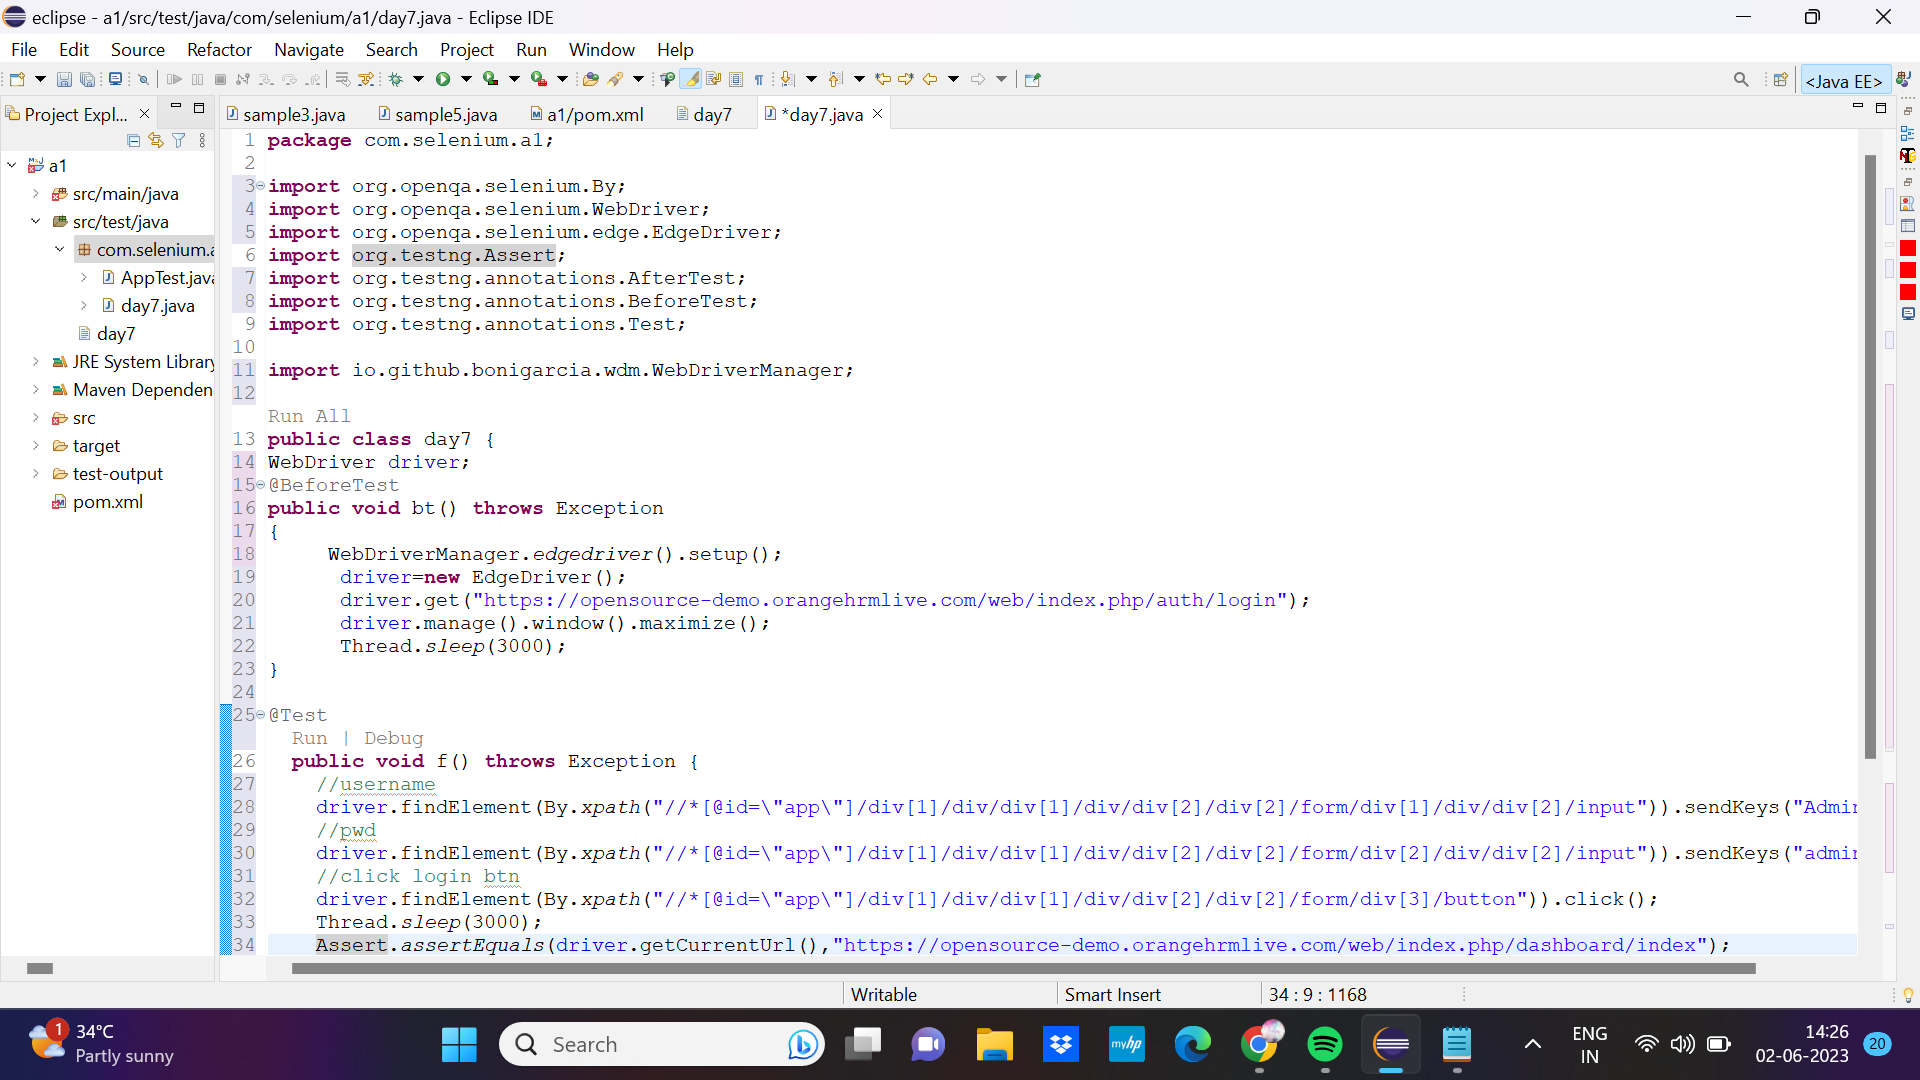 eclipse - a1/src/test/java/com/selenium/a1/day7.java - Eclipse IDE
File Edit Source Refactor Navigate Search Project Run Window Help
<Java EE>
Project Expl...
sample3.java sample5.java a1/pom.xml day7 *day7.java
a1
src/main/java
src/test/java
com.selenium.a
AppTest.java
day7.java
day7
JRE System Library
Maven Dependen
src
target
test-output
pom.xml
1 package com.selenium.a1;
2
3 import org.openqa.selenium.By;
4 import org.openqa.selenium.WebDriver;
5 import org.openqa.selenium.edge.EdgeDriver;
6 import org.testng.Assert;
7 import org.testng.annotations.AfterTest;
8 import org.testng.annotations.BeforeTest;
9 import org.testng.annotations.Test;
10
11 import io.github.bonigarcia.wdm.WebDriverManager;
12
Run All
13 public class day7 {
14 WebDriver driver;
15 @BeforeTest
16 public void bt() throws Exception
17 {
18 WebDriverManager.edgedriver().setup();
19 driver=new EdgeDriver();
20 driver.get("https://opensource-demo.orangehrmlive.com/web/index.php/auth/login");
21 driver.manage().window().maximize();
22 Thread.sleep(3000);
23 }
24
25 @Test
Run | Debug
26 public void f() throws Exception {
27 //username
28 driver.findElement(By.xpath("//*[@id=\"app\"]/div[1]/div/div[1]/div/div[2]/div[2]/form/div[1]/div/div[2]/input")).sendKeys("Admin
29 //pwd
30 driver.findElement(By.xpath("//*[@id=\"app\"]/div[1]/div/div[1]/div/div[2]/div[2]/form/div[2]/div/div[2]/input")).sendKeys("admin
31 //click login btn
32 driver.findElement(By.xpath("//*[@id=\"app\"]/div[1]/div/div[1]/div/div[2]/div[2]/form/div[3]/button")).click();
33 Thread.sleep(3000);
34 Assert.assertEquals(driver.getCurrentUrl(),"https://opensource-demo.orangehrmlive.com/web/index.php/dashboard/index");
Writable Smart Insert 34 : 9 : 1168
1
34°C
Partly sunny
Search
myhp
ENG
IN
14:26
02-06-2023
20